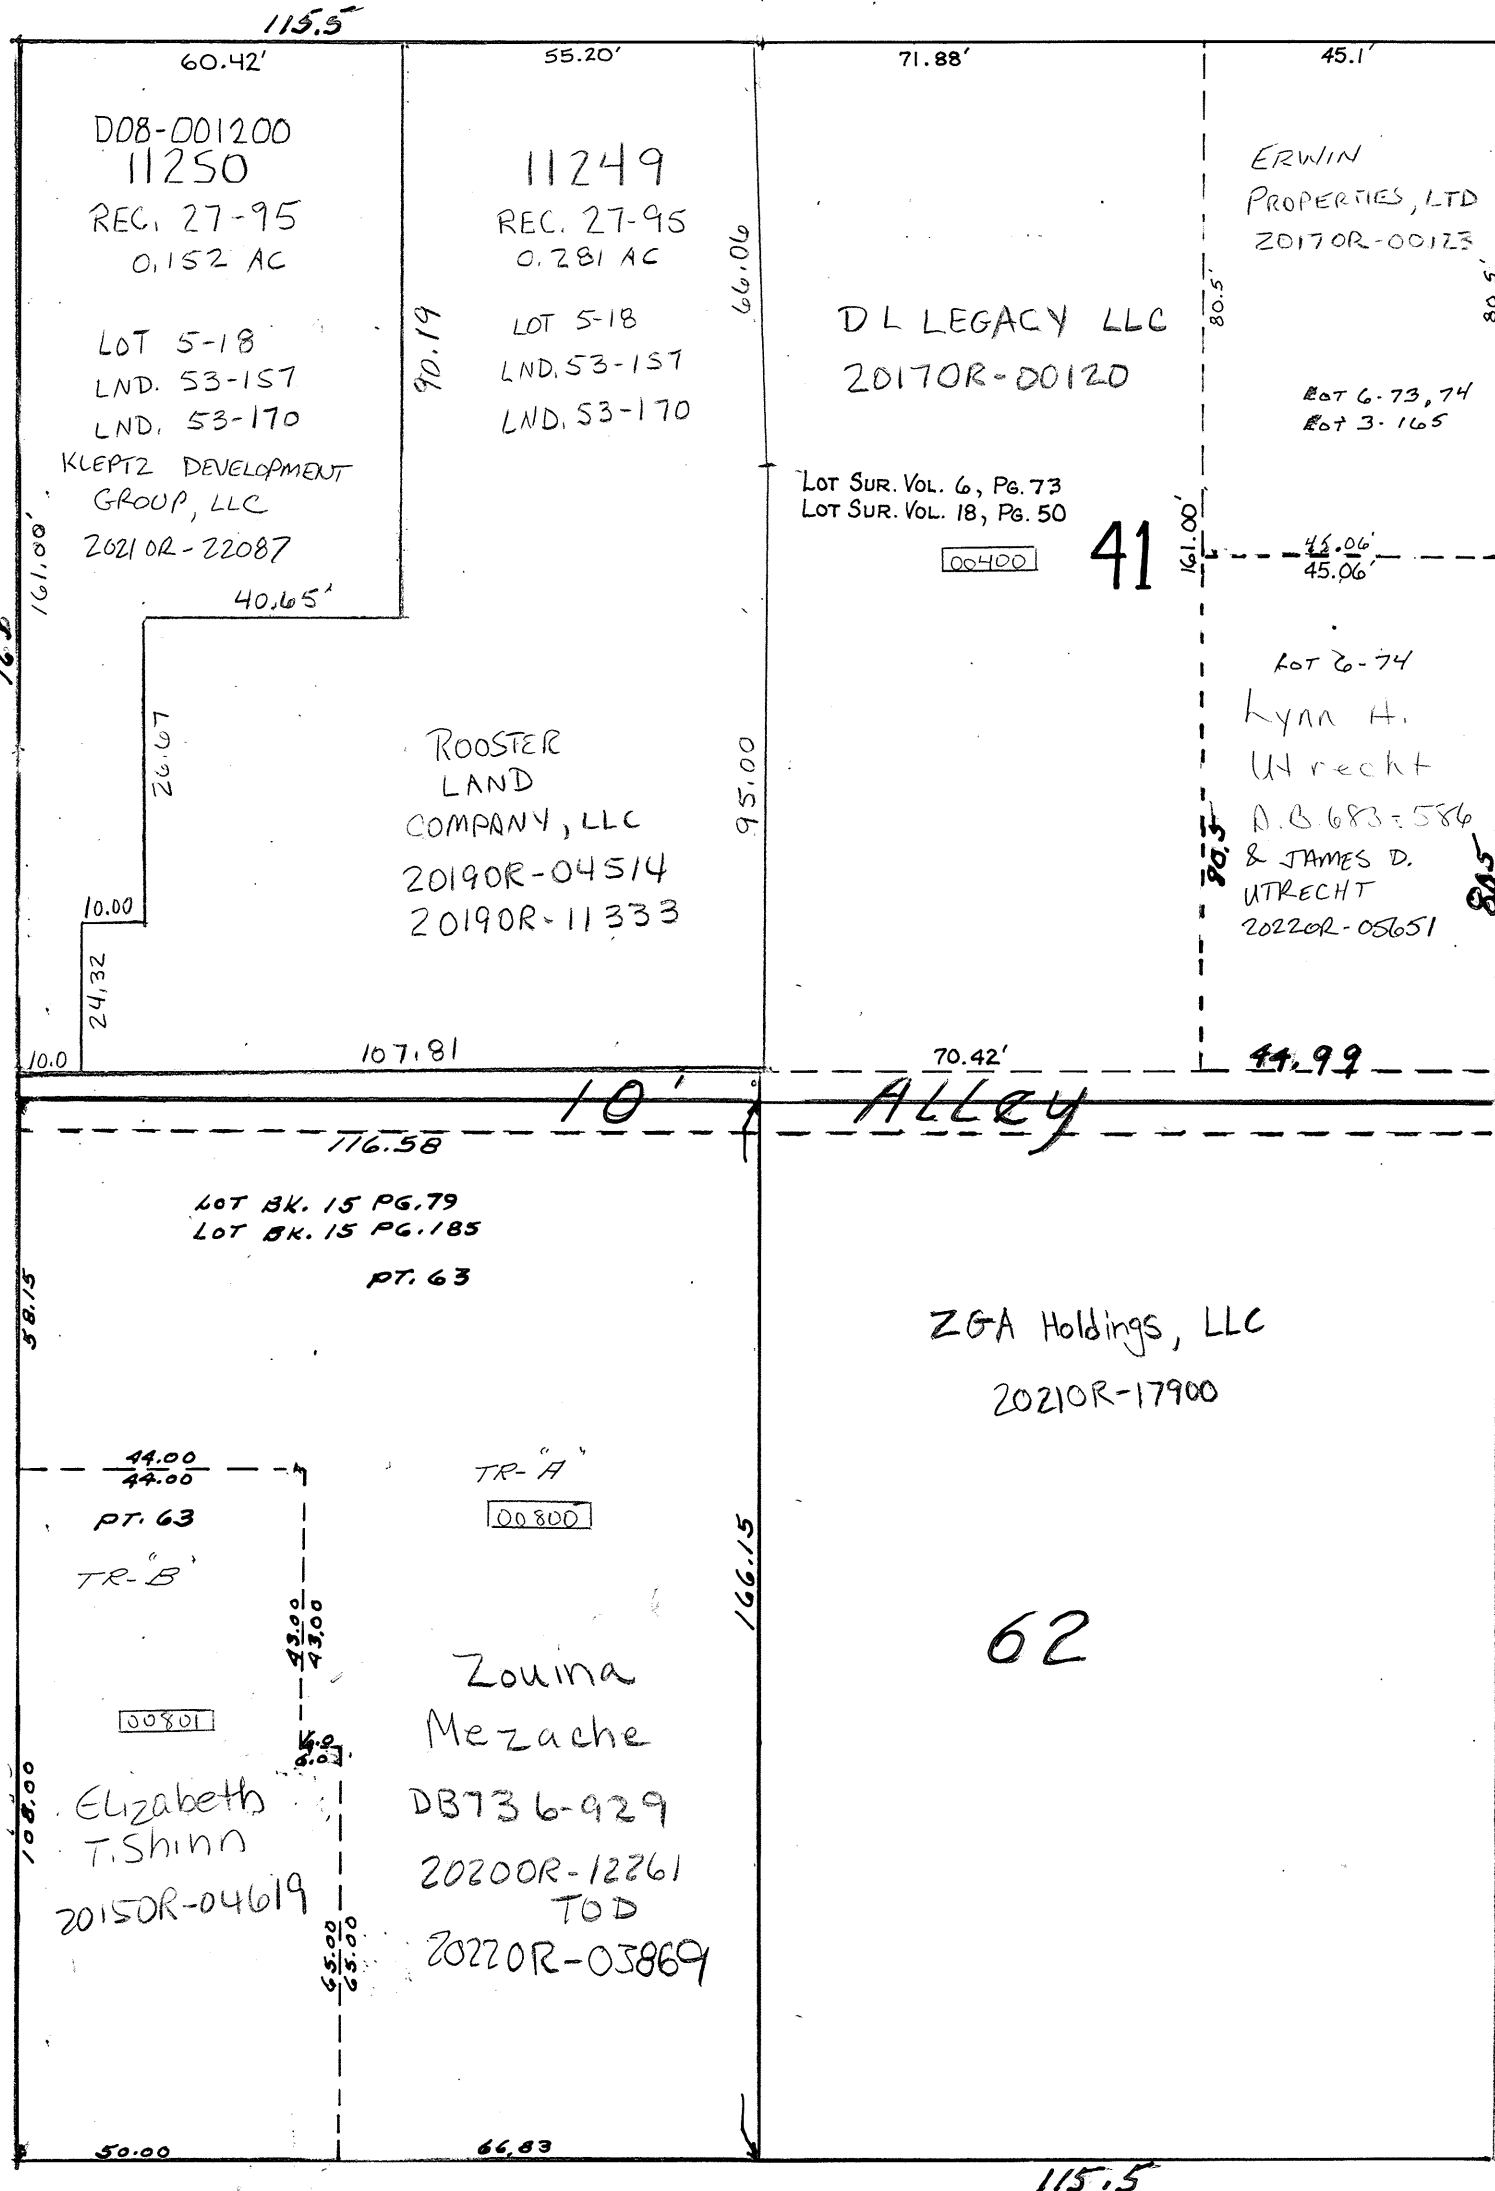 115.5
60.42'
55.20'
71.88'
45.1'
D08-001200
11250
REC. 27-95
0.152 AC
LOT 5-18
LND. 53-157
LND. 53-170
KLEPTZ DEVELOPMENT
GROUP, LLC
2021OR-22087
161.00'
40.65'
90.19
11249
REC. 27-95
0.281 AC
LOT 5-18
LND. 53-157
LND. 53-170
66.06
D L LEGACY LLC
2017OR-00120
LOT SUR. VOL. 6, PG. 73
LOT SUR. VOL. 18, PG. 50
00400
41
80.5'
161.00'
ERWIN
PROPERTIES, LTD
2017OR-00123
80.5'
LOT 6-73,74
LOT 3-165
45.06'
45.06'
LOT 6-74
Lynn A.
Utrecht
D.B. 683-586
& JAMES D.
UTRECHT
2022OR-05651
80.5
80.5
26.67
10.00
24.32
10.0
ROOSTER
LAND
COMPANY, LLC
2019OR-04514
2019OR-11333
95.00
107.81
70.42'
44.99
10' ALLEY
116.58
LOT BK. 15 PG. 79
LOT BK. 15 PG. 185
PT. 63
58.15
44.00
44.00
PT. 63
TR-"B"
43.00
43.00
00801
6.0
6.0
Elizabeth
T. Shinn
2015OR-04619
108.00
65.00
65.00
50.00
TR-"A"
00800
Zouina
Mezache
DB736-929
2020OR-12261
TOD
2022OR-03869
166.15
66.83
ZGA Holdings, LLC
2021OR-17900
62
115.5